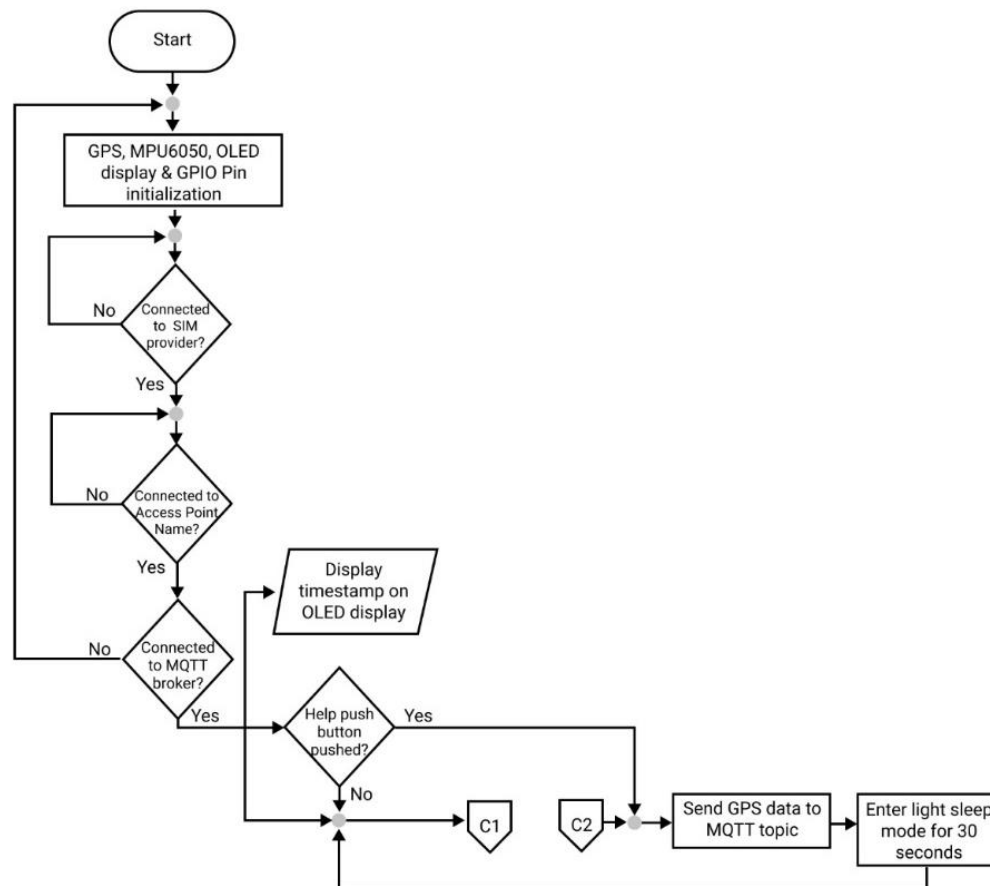 Start
GPS, MPU6050, OLED
display & GPIO Pin
initialization
No
Connected
to SIM
provider?
Yes
No
Connected to
Access Point
Name?
Yes
Display
timestamp on
OLED display
No
Connected
to MQTT
broker?
Yes
Help push
button
pushed?
Yes
No
C1
C2
Send GPS data to
MQTT topic
Enter light sleep
mode for 30
seconds